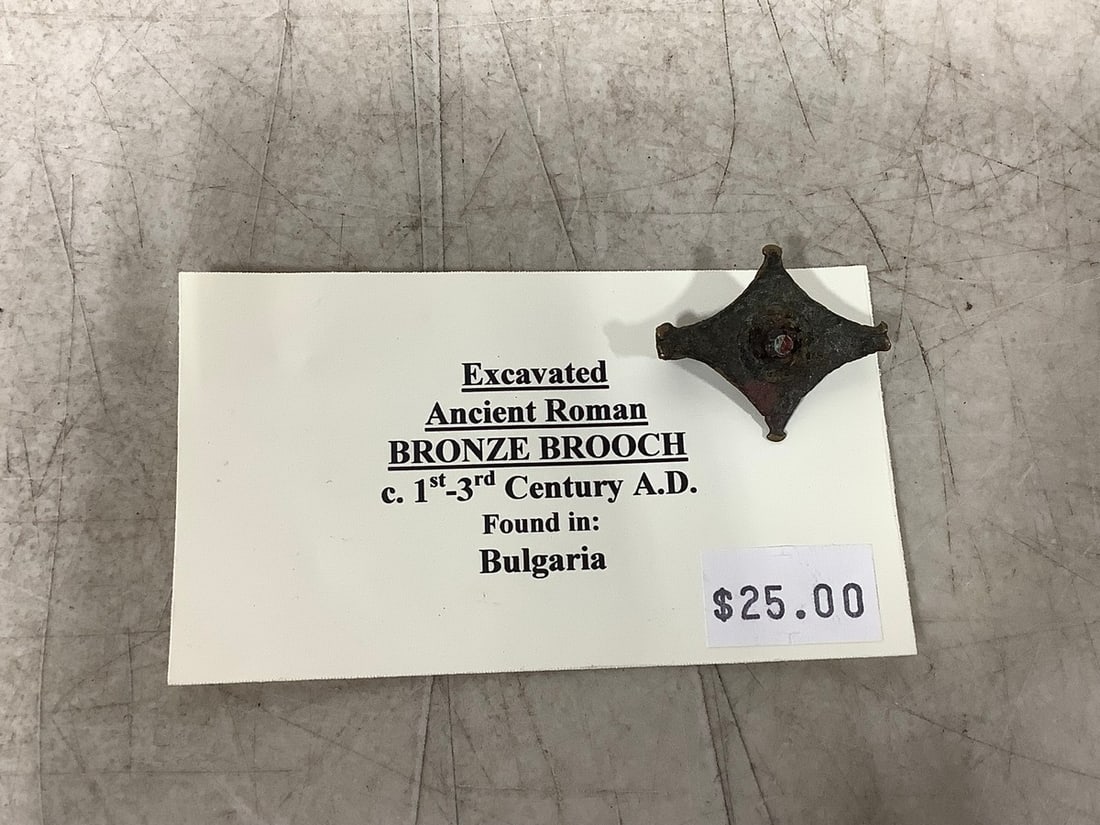 Excavated
Ancient Roman
BRONZE BROOCH
c. 1st-3rd Century A.D.
Found in:
Bulgaria
$25.00